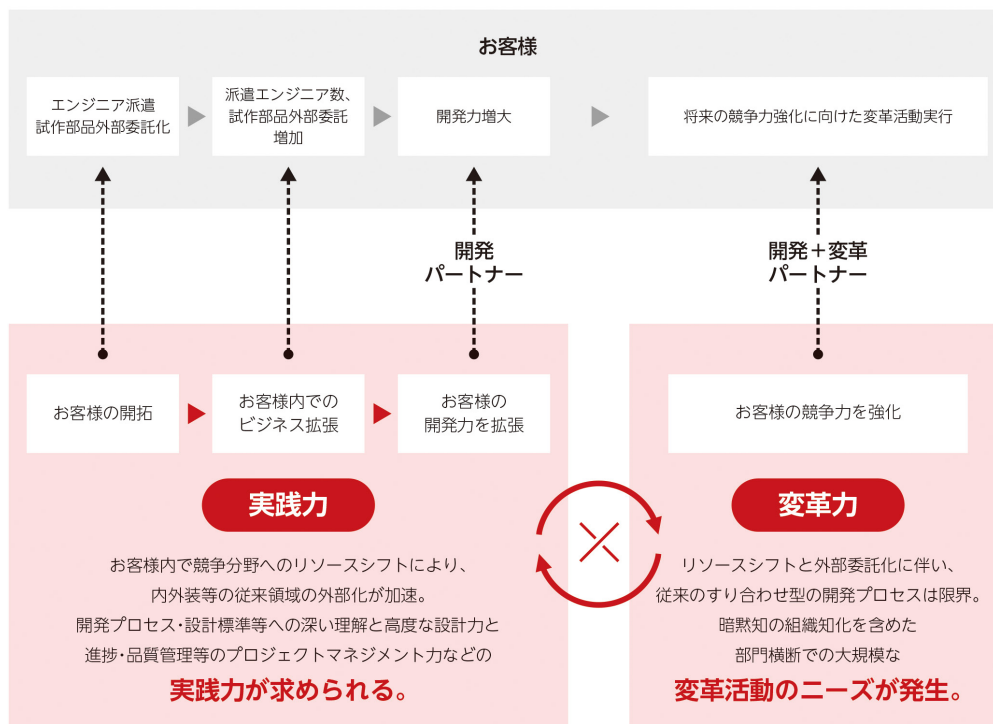 お客様
エンジニア派遣
試作部品外部委託化
派遣エンジニア数、
試作部品外部委託
増加
開発力増大
将来の競争力強化に向けた変革活動実行
開発
パートナー
開発＋変革
パートナー
お客様の開拓
お客様内での
ビジネス拡張
お客様の
開発力を拡張
お客様の競争力を強化
実践力
お客様内で競争分野へのリソースシフトにより、
内外装等の従来領域の外部化が加速。
開発プロセス・設計標準等への深い理解と高度な設計力と
進捗・品質管理等のプロジェクトマネジメント力などの
実践力が求められる。
変革力
リソースシフトと外部委託化に伴い、
従来のすり合わせ型の開発プロセスは限界。
暗黙知の組織知化を含めた
部門横断での大規模な
変革活動のニーズが発生。